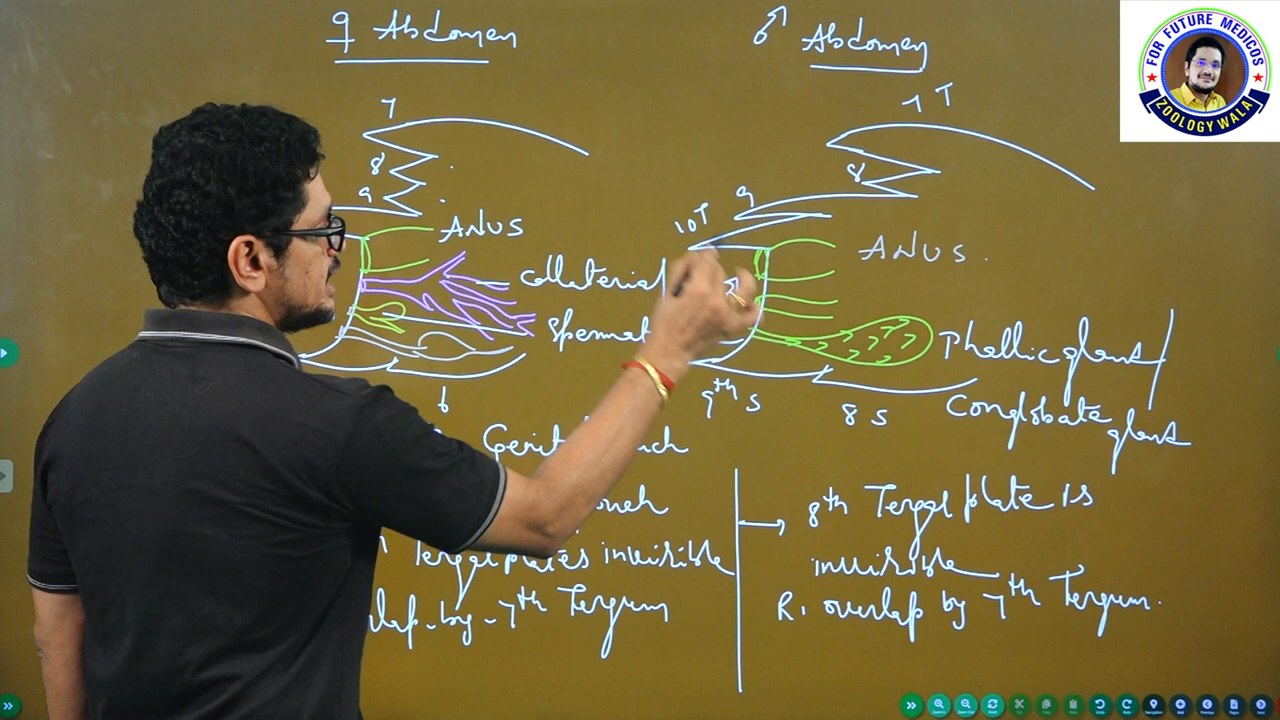 ♀ Abdomen
♂ Abdomen
FOR FUTURE MEDICOS
ZOOLOGY WALA
7
8
9
ANUS
Collaterial
Spermat
6
Genital
7 T
8
9
10T
ANUS.
Phallic gland
Conglobate gland
9th S
8 S
Tergal plates invisible
by - 7th Tergum
→ 8th Tergal plate is
invisible
R. overlap by 7th Tergum.